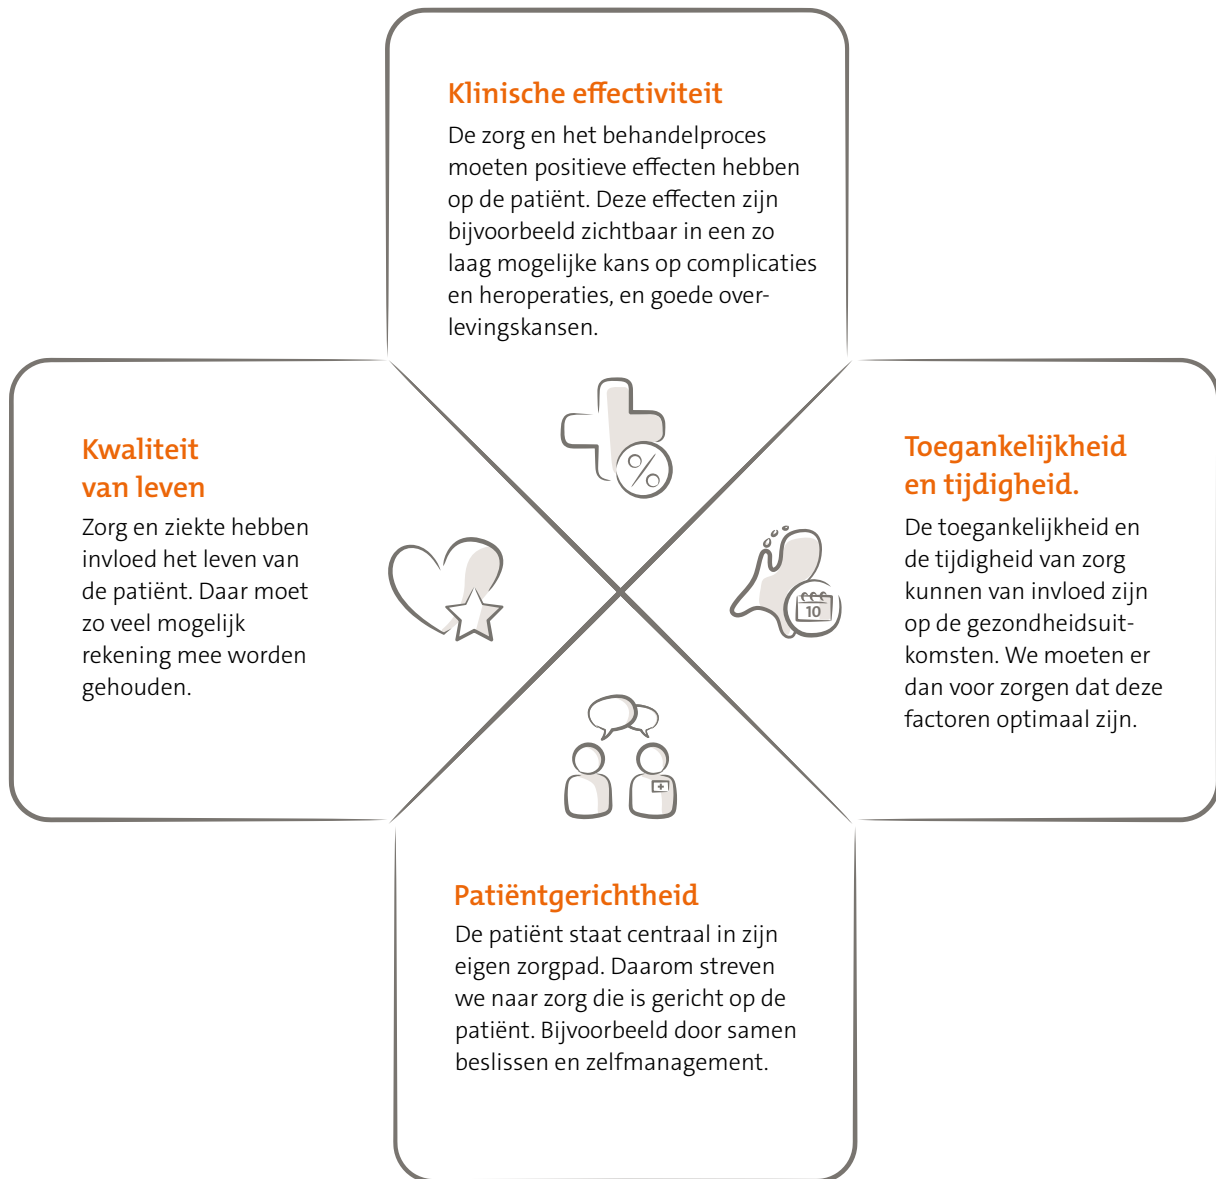 Klinische effectiviteit
De zorg en het behandelproces
moeten positieve effecten hebben
op de patiënt. Deze effecten zijn
bijvoorbeeld zichtbaar in een zo
laag mogelijke kans op complicaties
en heroperaties, en goede over-
levingskansen.
Kwaliteit
van leven
Zorg en ziekte hebben
invloed het leven van
de patiënt. Daar moet
zo veel mogelijk
rekening mee worden
gehouden.
%
Toegankelijkheid
en tijdigheid.
De toegankelijkheid en
de tijdigheid van zorg
kunnen van invloed zijn
op de gezondheidsuit-
komsten. We moeten er
dan voor zorgen dat deze
factoren optimaal zijn.
10
Patiëntgerichtheid
De patiënt staat centraal in zijn
eigen zorgpad. Daarom streven
we naar zorg die is gericht op de
patiënt. Bijvoorbeeld door samen
beslissen en zelfmanagement.